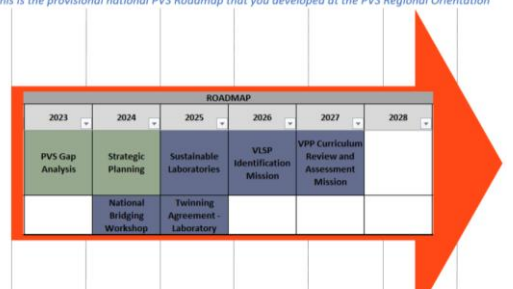 his is the provisional national PVS Roadmap that you developed at the PVS Regional Orientation
ROADMAP
2023 2024 2025 2026 2027 2028
PVS Gap Analysis
Strategic Planning
Sustainable Laboratories
VLSP Identification Mission
VPP Curriculum Review and Assessment Mission
National Bridging Workshop
Twinning Agreement - Laboratory